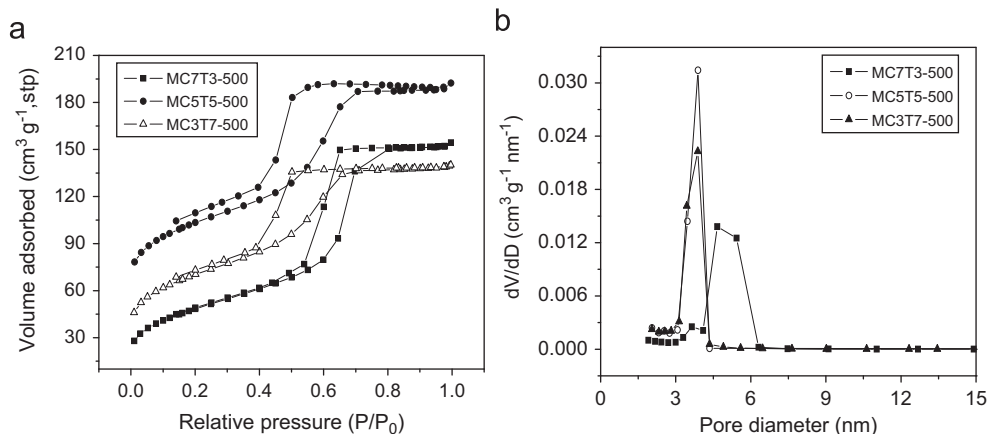 a
210
180
150
120
90
60
30
Volume adsorbed (cm³ g⁻¹,stp)
MC7T3-500
MC5T5-500
MC3T7-500
0.0
0.2
0.4
0.6
0.8
1.0
Relative pressure (P/P₀)
b
0.030
0.024
0.018
0.012
0.006
0.000
dV/dD (cm³ g⁻¹ nm⁻¹)
MC7T3-500
MC5T5-500
MC3T7-500
0
3
6
9
12
15
Pore diameter (nm)